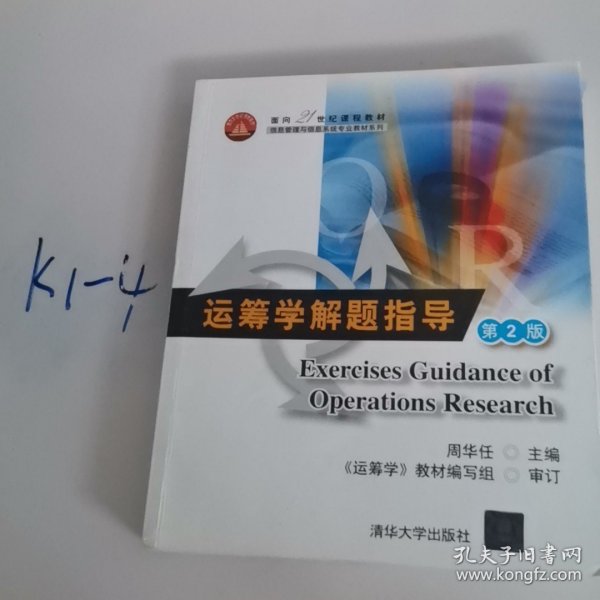 面向21世纪课程教材
信息管理与信息系统专业教材系列
O
R
K1-4
运筹学解题指导
第2版
Exercises Guidance of
Operations Research
周华任 主编
《运筹学》教材编写组 审订
清华大学出版社
孔夫子旧书网
www.kongfz.com